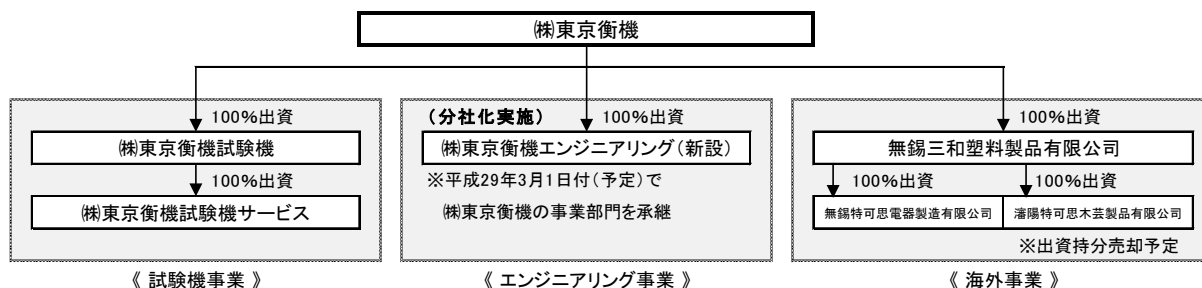 ㈱東京衡機
100%出資
㈱東京衡機試験機
100%出資
㈱東京衡機試験機サービス
《 試験機事業 》
(分社化実施) 100%出資
㈱東京衡機エンジニアリング(新設)
※平成29年3月1日付(予定)で
㈱東京衡機の事業部門を承継
《 エンジニアリング事業 》
100%出資
無錫三和塑料製品有限公司
100%出資 100%出資
無錫特可思電器製造有限公司 瀋陽特可思木芸製品有限公司
※出資持分売却予定
《 海外事業 》